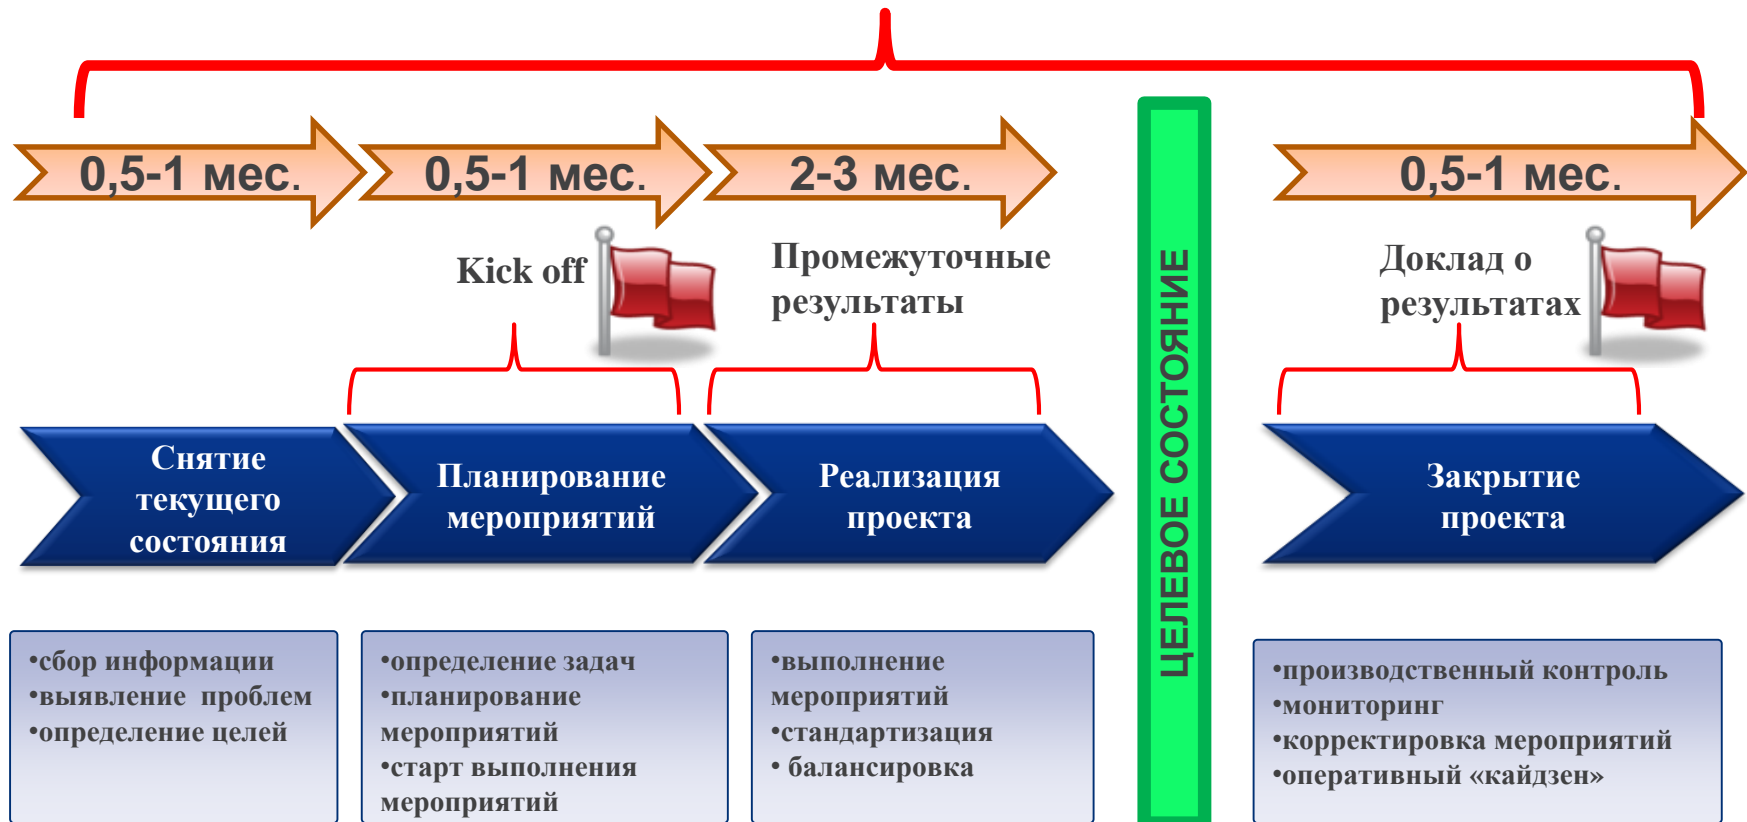 0,5-1 мес.
0,5-1 мес.
2-3 мес.
0,5-1 мес.
Kick off
Промежуточные
результаты
Доклад о
результатах
Снятие
текущего
состояния
Планирование
мероприятий
Реализация
проекта
ЦЕЛЕВОЕ СОСТОЯНИЕ
Закрытие
проекта
•сбор информации
•выявление проблем
•определение целей
•определение задач
•планирование
мероприятий
•старт выполнения
мероприятий
•выполнение
мероприятий
•стандартизация
• балансировка
•производственный контроль
•мониторинг
•корректировка мероприятий
•оперативный «кайдзен»